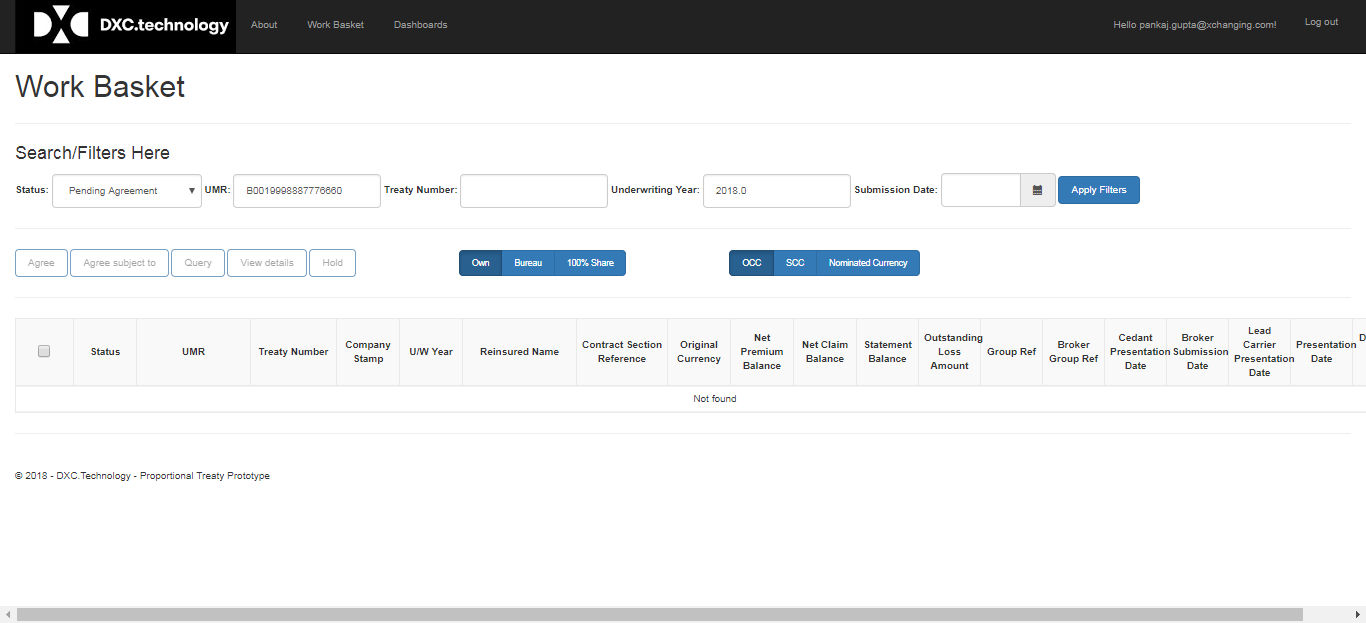 DXC.technology About Work Basket Dashboards Hello pankaj.gupta@xchanging.com! Log out
Work Basket
Search/Filters Here
Status: Pending Agreement UMR: B0019998887776660 Treaty Number: Underwriting Year: 2018.0 Submission Date: Apply Filters
Agree Agree subject to Query View details Hold Own Bureau 100% Share OCC SCC Nominated Currency
Status UMR Treaty Number Company Stamp U/W Year Reinsured Name Contract Section Reference Original Currency Net Premium Balance Net Claim Balance Statement Balance Outstanding Loss Amount Group Ref Broker Group Ref Cedant Presentation Date Broker Submission Date Lead Carrier Presentation Date Presentation Date D
Not found
© 2018 - DXC.Technology - Proportional Treaty Prototype